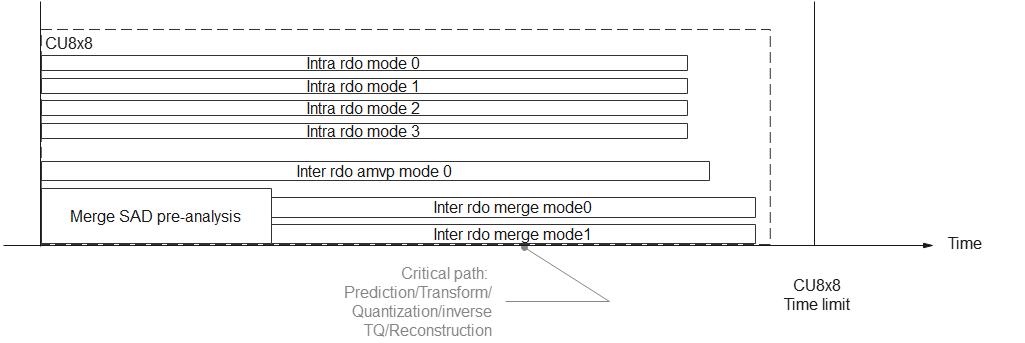 CU8x8
Intra rdo mode 0
Intra rdo mode 1
Intra rdo mode 2
Intra rdo mode 3
Inter rdo amvp mode 0
Merge SAD pre-analysis
Inter rdo merge mode0
Inter rdo merge mode1
Time
Critical path:
Prediction/Transform/
Quantization/inverse
TQ/Reconstruction
CU8x8
Time limit